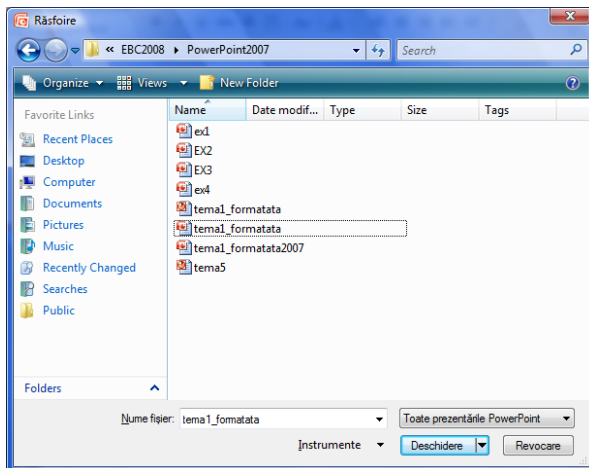 Răsfoire
« EBC2008 ▸ PowerPoint2007
Search
Organize Views New Folder
Favorite Links
Recent Places
Desktop
Computer
Documents
Pictures
Music
Recently Changed
Searches
Public
Folders
Name Date modif... Type Size Tags
ex1
EX2
EX3
ex4
tema1_formatata
tema1_formatata
tema1_formatata2007
tema5
Nume fișier: tema1_formatata
Toate prezentările PowerPoint
Instrumente Deschidere Revocare